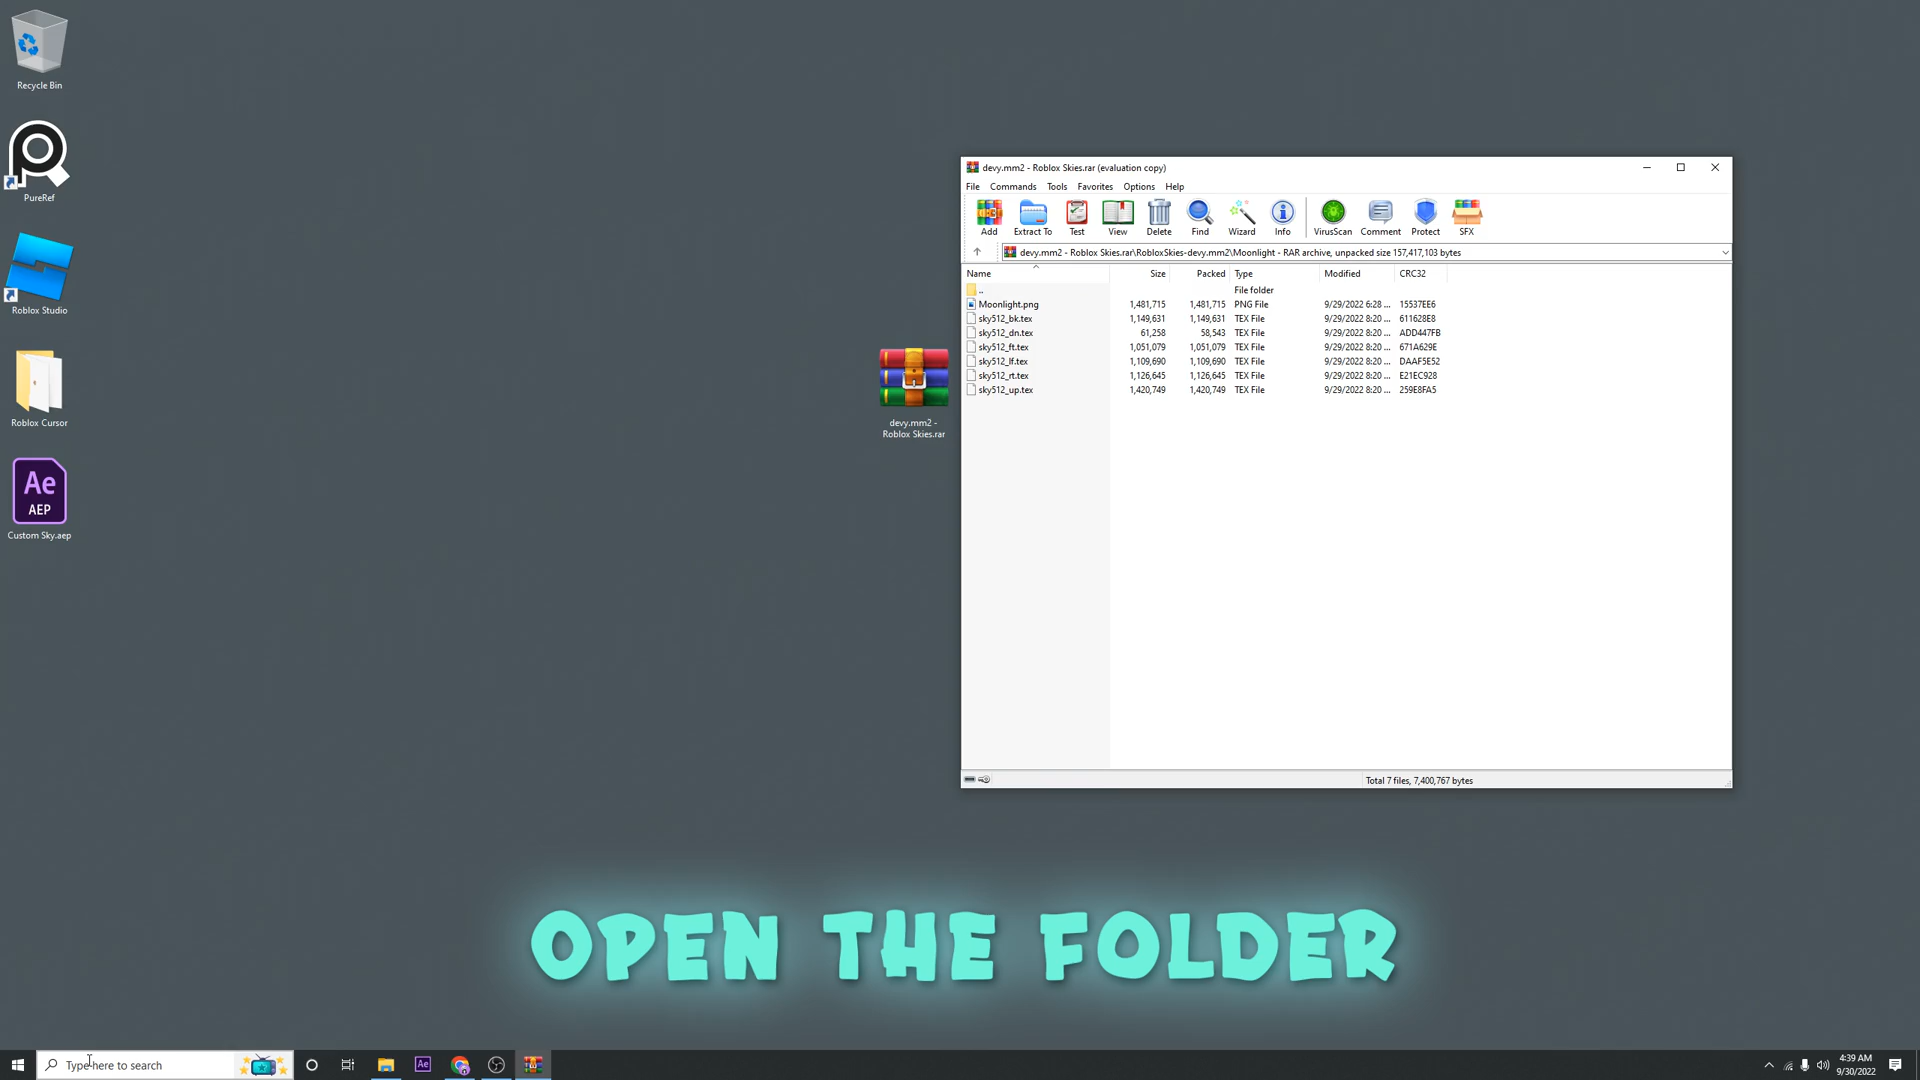 Recycle Bin
PureRef
Roblox Studio
Roblox Cursor
Ae
AEP
Custom Sky.aep
devy.mm2 -
Roblox Skies.rar
devy.mm2 - Roblox Skies.rar (evaluation copy)
File Commands Tools Favorites Options Help
Add Extract To Test View Delete Find Wizard Info VirusScan Comment Protect SFX
devy.mm2 - Roblox Skies.rar\RobloxSkies-devy.mm2\Moonlight - RAR archive, unpacked size 157,417,103 bytes
Name Size Packed Type Modified CRC32
.. File folder
Moonlight.png 1,481,715 1,481,715 PNG File 9/29/2022 6:28 ... 15537EE6
sky512_bk.tex 1,149,631 1,149,631 TEX File 9/29/2022 8:20 ... 611628E8
sky512_dn.tex 61,258 58,543 TEX File 9/29/2022 8:20 ... ADD447FB
sky512_ft.tex 1,051,079 1,051,079 TEX File 9/29/2022 8:20 ... 671A629E
sky512_lf.tex 1,109,690 1,109,690 TEX File 9/29/2022 8:20 ... DAAF5E52
sky512_rt.tex 1,126,645 1,126,645 TEX File 9/29/2022 8:20 ... E21EC928
sky512_up.tex 1,420,749 1,420,749 TEX File 9/29/2022 8:20 ... 259E8FA5
Total 7 files, 7,400,767 bytes
OPEN THE FOLDER
Type here to search
Ae
4:39 AM
9/30/2022